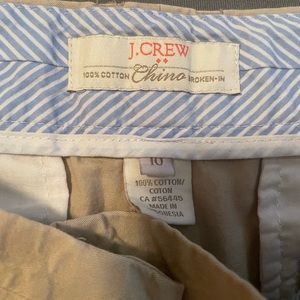 J.CREW
100% COTTON Chino BROKEN-IN
10
100% COTTON/
COTON
CA #56445
MADE IN
INDONESIA